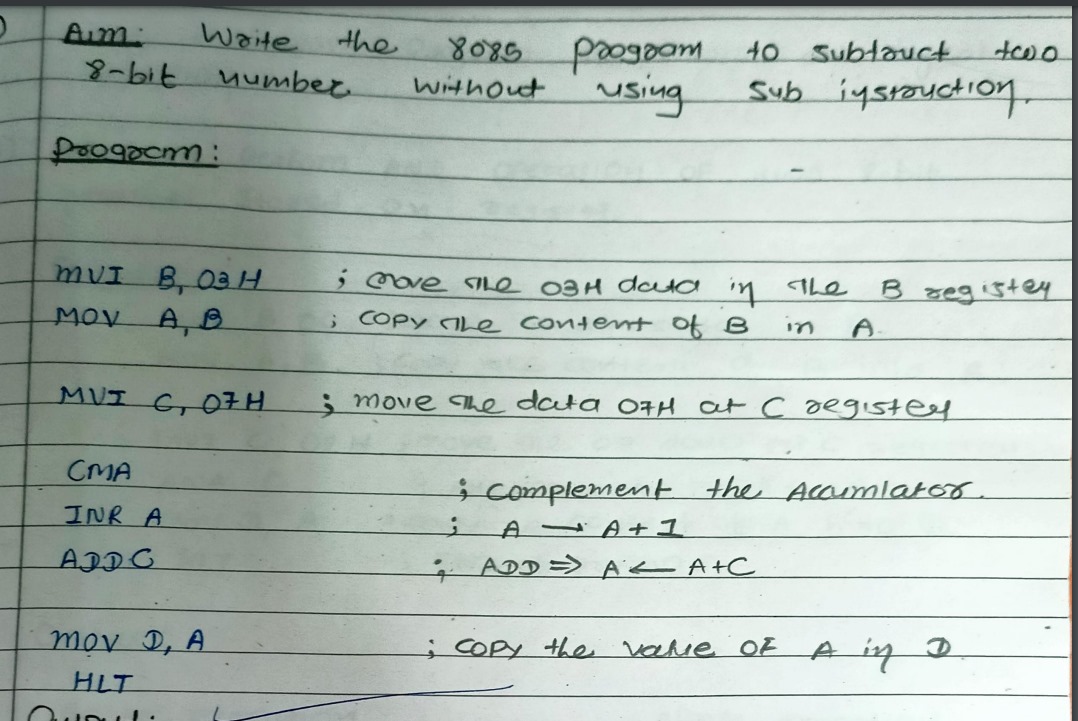 Aim: Write the 8085 program to subtract two
8-bit number without using sub instruction.
Program:
MVI B, 03H ; move the 03H data in the B register
MOV A, B ; copy the content of B in A.
MVI C, 07H ; move the data 07H at C register
CMA ; complement the Accumlator.
INR A ; A → A+1
ADD C ; ADD ⇒ A ← A+C
MOV D, A ; copy the value OF A in D
HLT
Output: